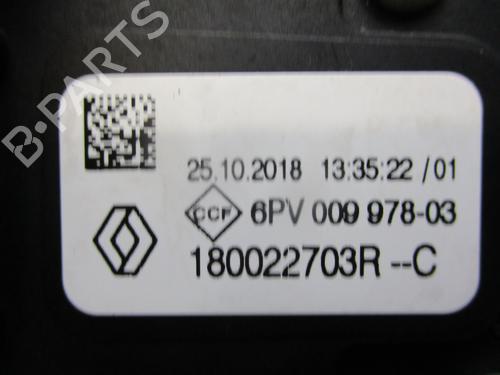 B-PARTS
25.10.2018 13:35:22 /01
CCF 6PV 009 978-03
180022703R --C